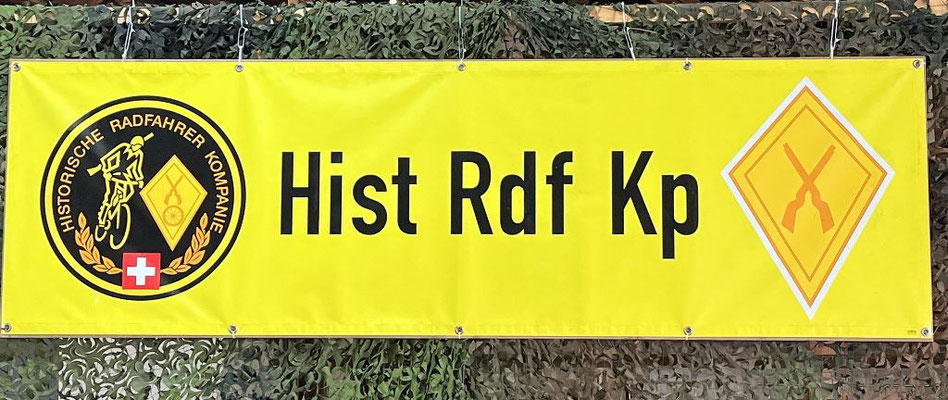 HISTORISCHE RADFAHRER KOMPANIE
Hist Rdf Kp